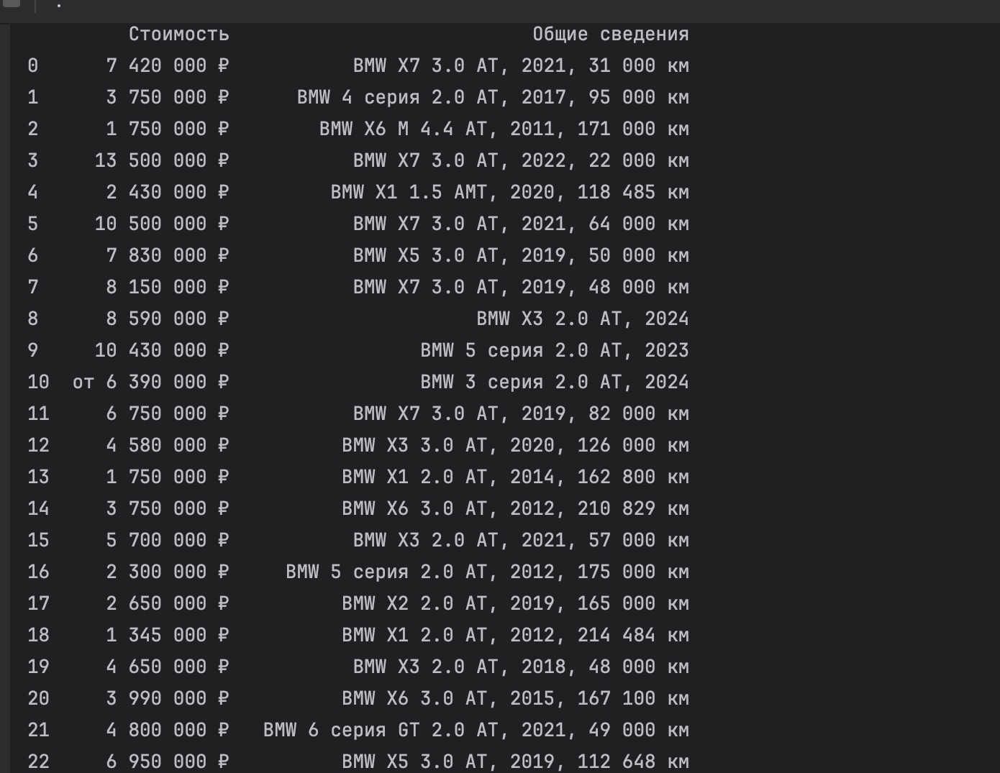 Стоимость Общие сведения
0 7 420 000 ₽ BMW X7 3.0 AT, 2021, 31 000 км
1 3 750 000 ₽ BMW 4 серия 2.0 AT, 2017, 95 000 км
2 1 750 000 ₽ BMW X6 M 4.4 AT, 2011, 171 000 км
3 13 500 000 ₽ BMW X7 3.0 AT, 2022, 22 000 км
4 2 430 000 ₽ BMW X1 1.5 AMT, 2020, 118 485 км
5 10 500 000 ₽ BMW X7 3.0 AT, 2021, 64 000 км
6 7 830 000 ₽ BMW X5 3.0 AT, 2019, 50 000 км
7 8 150 000 ₽ BMW X7 3.0 AT, 2019, 48 000 км
8 8 590 000 ₽ BMW X3 2.0 AT, 2024
9 10 430 000 ₽ BMW 5 серия 2.0 AT, 2023
10 от 6 390 000 ₽ BMW 3 серия 2.0 AT, 2024
11 6 750 000 ₽ BMW X7 3.0 AT, 2019, 82 000 км
12 4 580 000 ₽ BMW X3 3.0 AT, 2020, 126 000 км
13 1 750 000 ₽ BMW X1 2.0 AT, 2014, 162 800 км
14 3 750 000 ₽ BMW X6 3.0 AT, 2012, 210 829 км
15 5 700 000 ₽ BMW X3 2.0 AT, 2021, 57 000 км
16 2 300 000 ₽ BMW 5 серия 2.0 AT, 2012, 175 000 км
17 2 650 000 ₽ BMW X2 2.0 AT, 2019, 165 000 км
18 1 345 000 ₽ BMW X1 2.0 AT, 2012, 214 484 км
19 4 650 000 ₽ BMW X3 2.0 AT, 2018, 48 000 км
20 3 990 000 ₽ BMW X6 3.0 AT, 2015, 167 100 км
21 4 800 000 ₽ BMW 6 серия GT 2.0 AT, 2021, 49 000 км
22 6 950 000 ₽ BMW X5 3.0 AT, 2019, 112 648 км